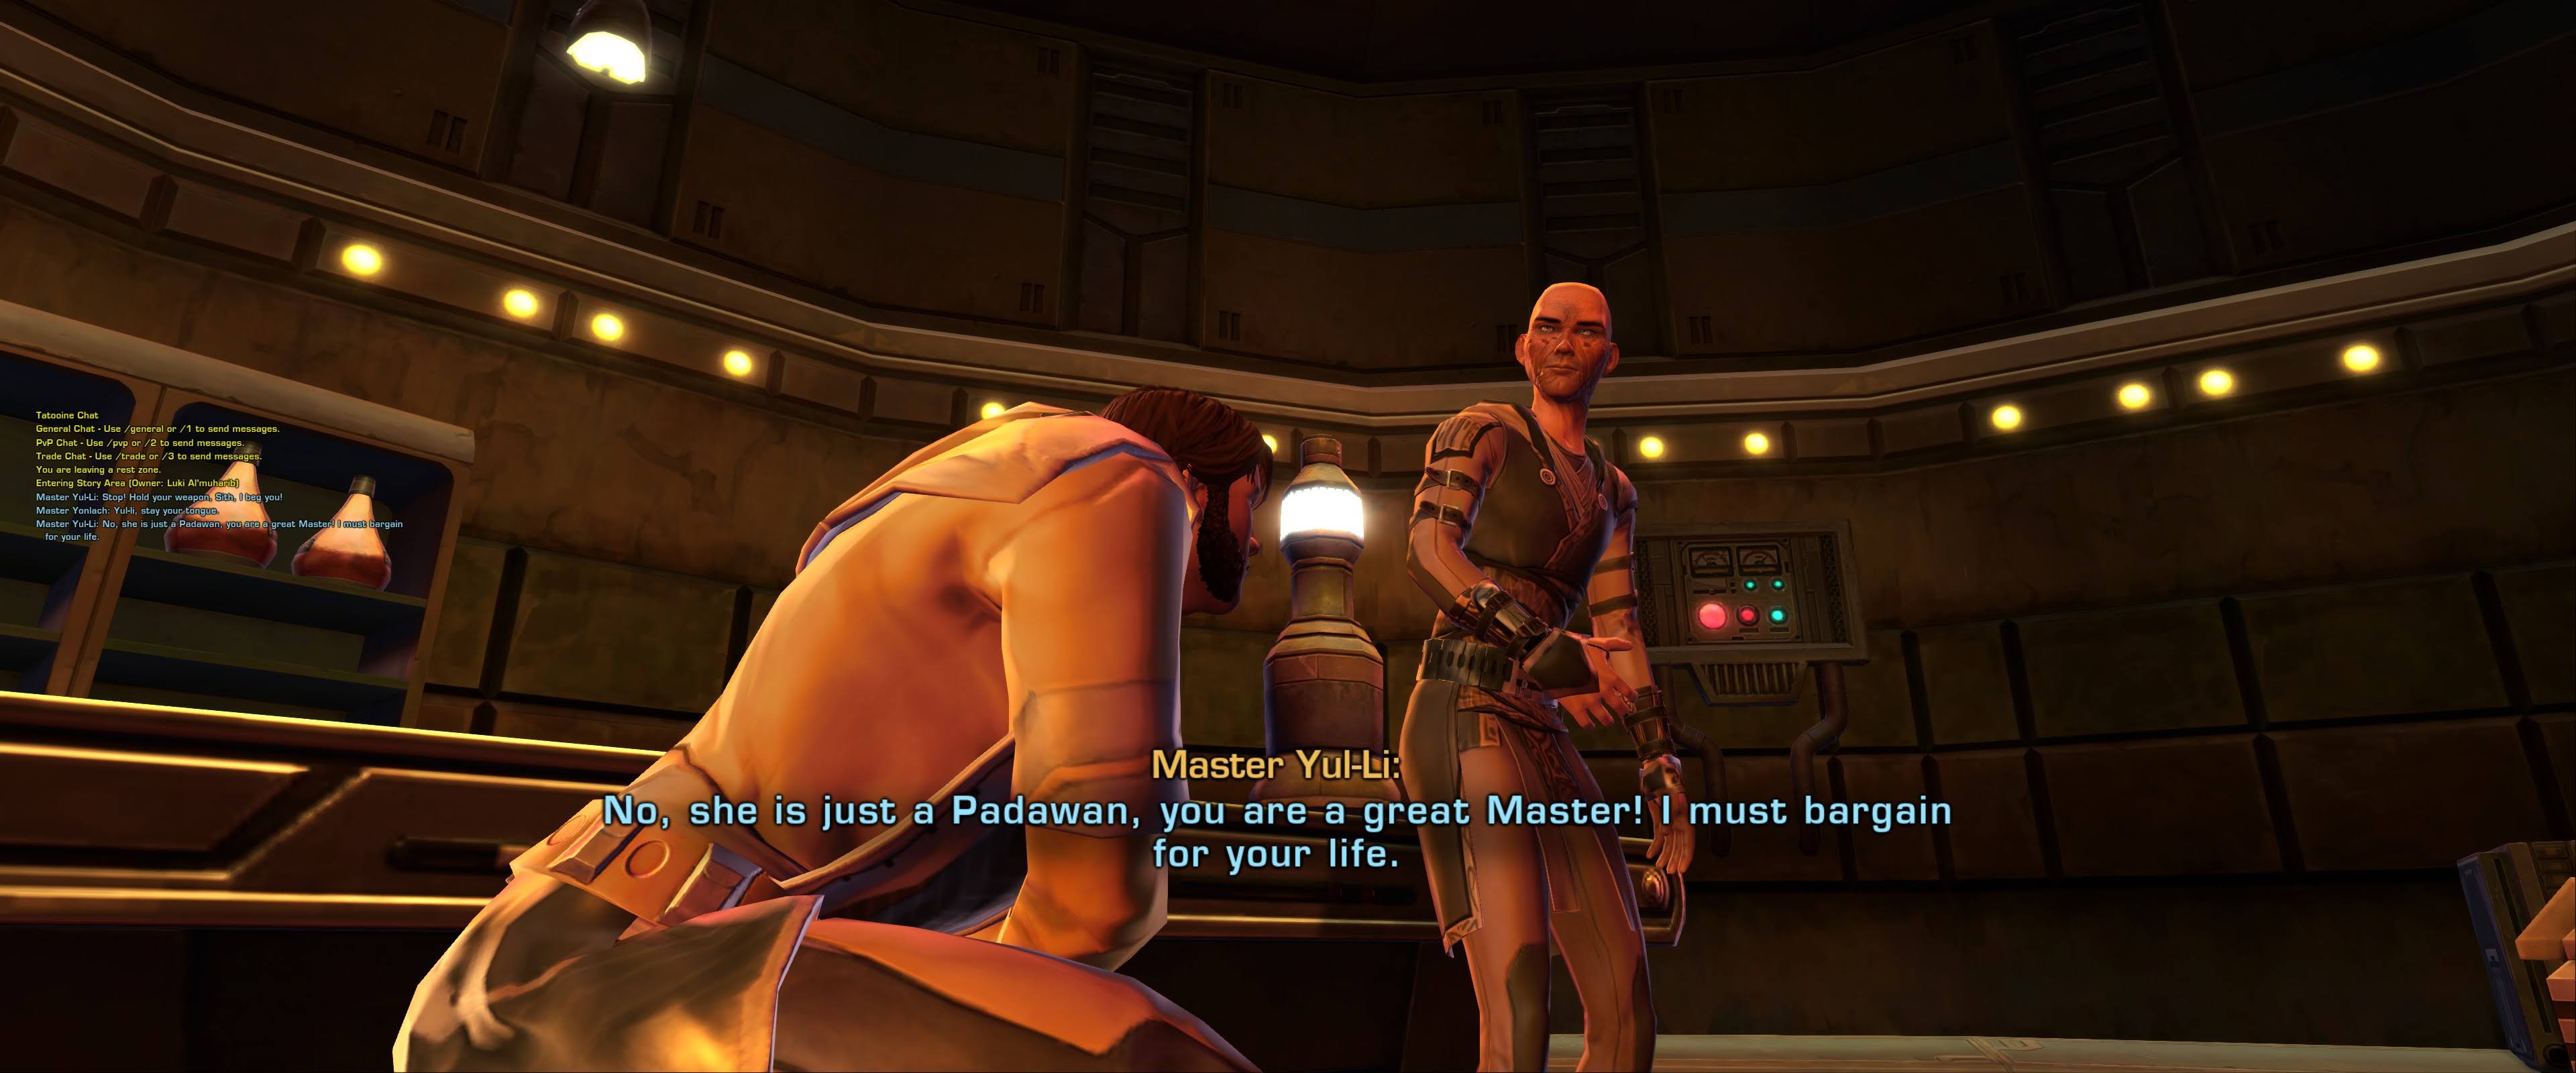 Tatooine Chat
General Chat - Use /general or /1 to send messages.
PvP Chat - Use /pvp or /2 to send messages.
Trade Chat - Use /trade or /3 to send messages.
You are leaving a rest zone.
Entering Story Area (Owner: Luki Al'muharib)
Master Yul-Li: Stop! Hold your weapon, Sith, I beg you!
Master Yonlach: Yul-li, stay your tongue.
Master Yul-Li: No, she is just a Padawan, you are a great Master! I must bargain
for your life.
Master Yul-Li:
No, she is just a Padawan, you are a great Master! I must bargain
for your life.